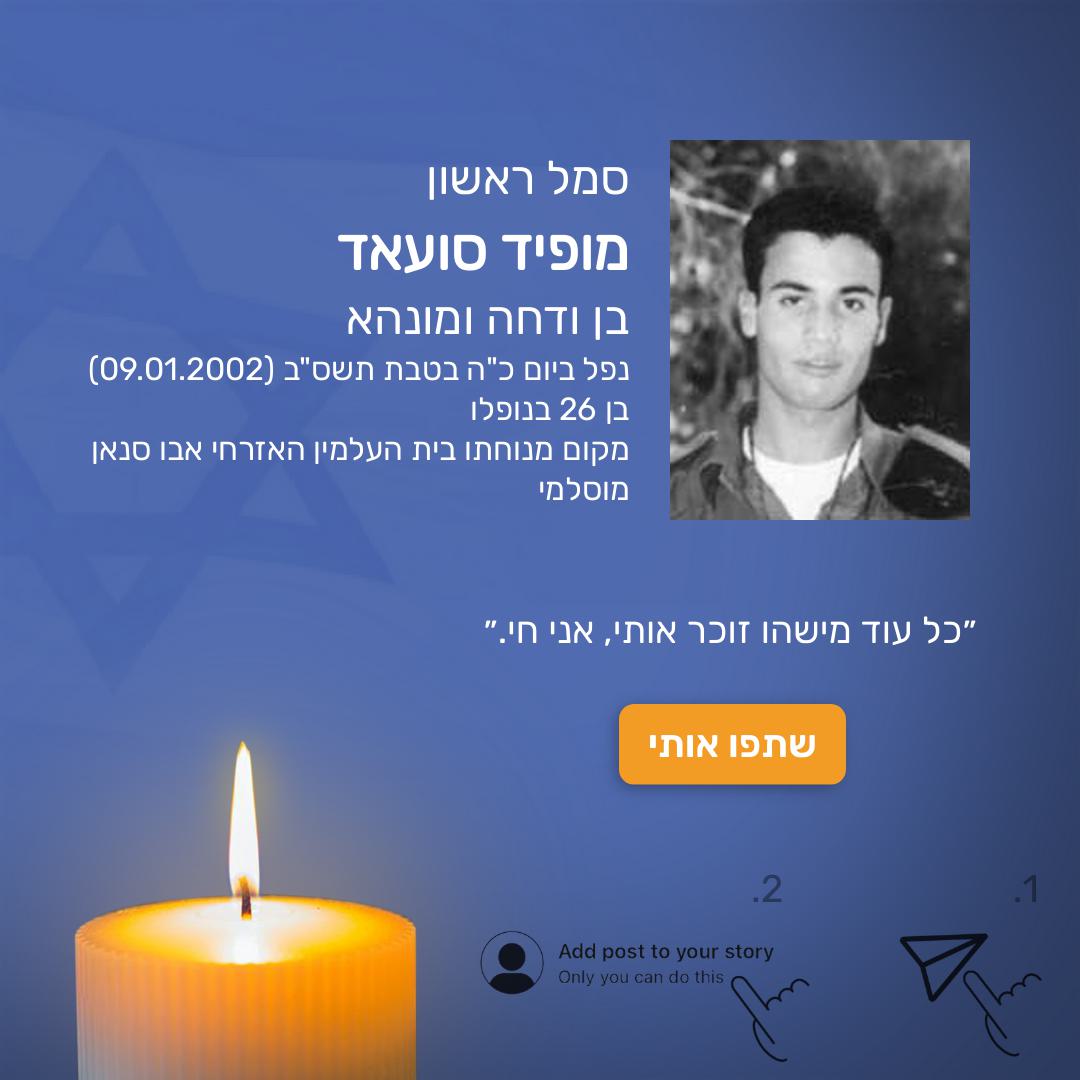 סמל ראשון
מופיד סועאד
בן ודחה ומונהא
נפל ביום כ"ה בטבת תשס"ב (09.01.2002)
בן 26 בנופלו
מקום מנוחתו בית העלמין האזרחי אבו סנאן
מוסלמי
״כל עוד מישהו זוכר אותי, אני חי.״
שתפו אותי
.1
.2
Add post to your story
Only you can do this